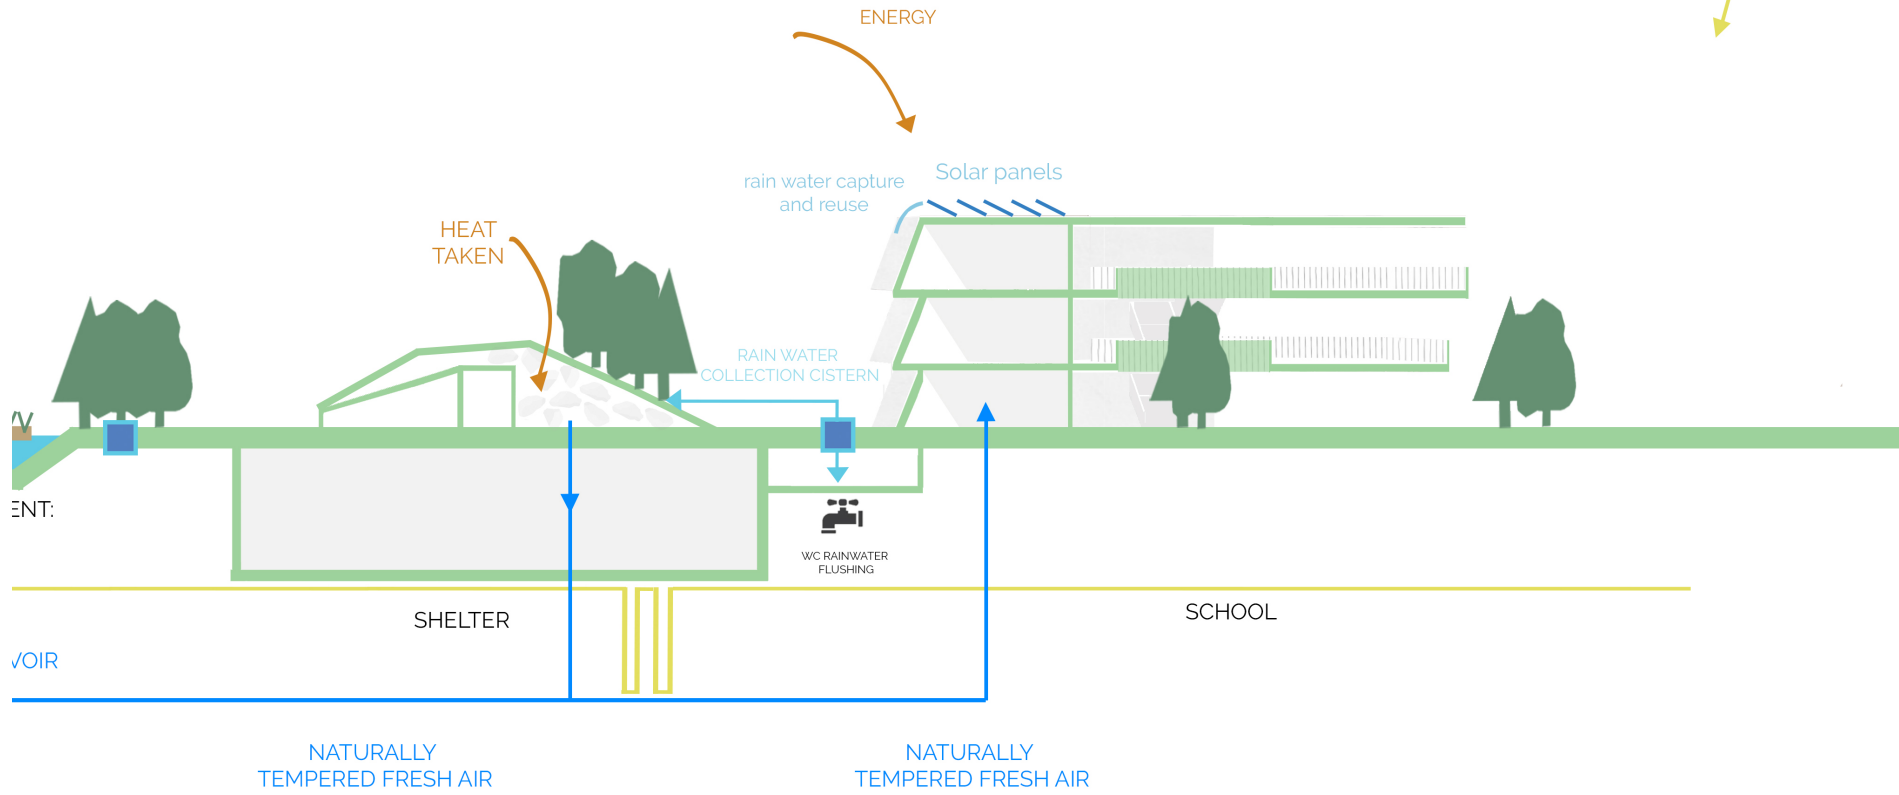 ENERGY
Solar panels
rain water capture
and reuse
HEAT
TAKEN
RAIN WATER
COLLECTION CISTERN
ENT:
WC RAINWATER
FLUSHING
SHELTER
SCHOOL
VOIR
NATURALLY
TEMPERED FRESH AIR
NATURALLY
TEMPERED FRESH AIR